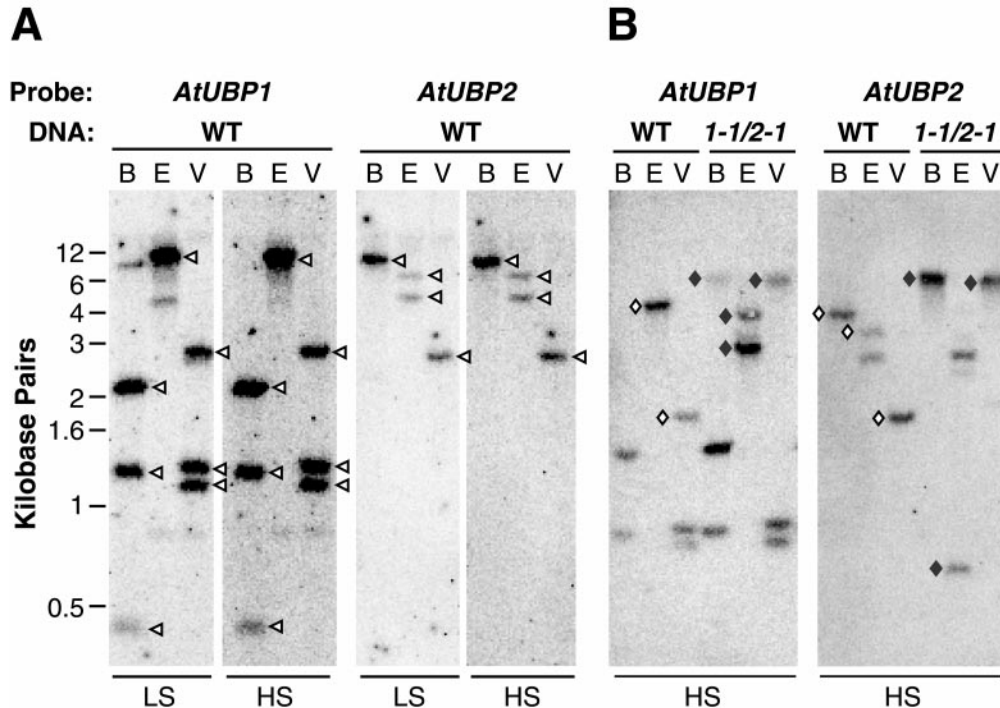 A
B
Probe: AtUBP1 AtUBP2 AtUBP1 AtUBP2
DNA: WT WT WT 1-1/2-1 WT 1-1/2-1
B E V B E V B E V B E V B E V B E V B E V B E V
12
6
4
3
2
1.6
1
0.5
Kilobase Pairs
LS HS LS HS HS HS